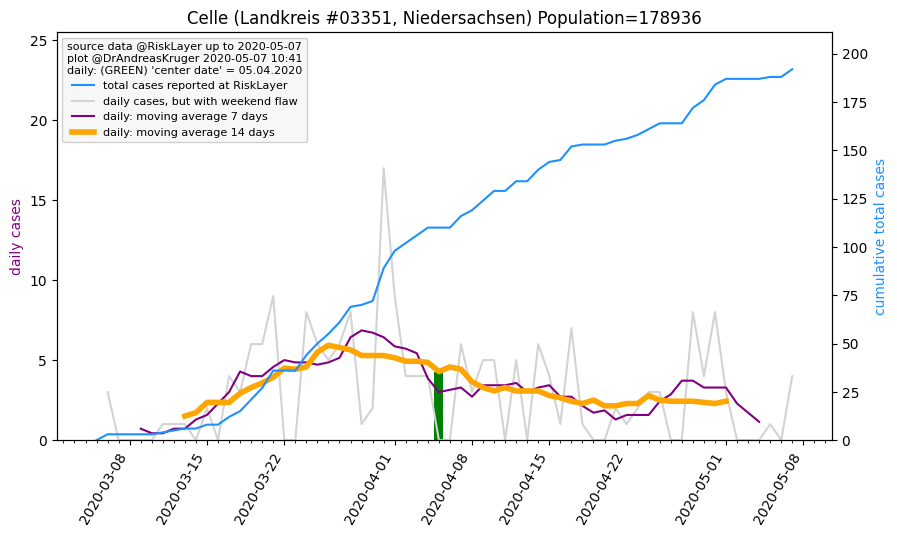 Celle (Landkreis #03351, Niedersachsen) Population=178936
source data @RiskLayer up to 2020-05-07
plot @DrAndreasKruger 2020-05-07 10:41
daily: (GREEN) 'center date' = 05.04.2020
total cases reported at RiskLayer
daily cases, but with weekend flaw
daily: moving average 7 days
daily: moving average 14 days
25
20
15
10
5
0
daily cases
200
175
150
125
100
75
50
25
0
cumulative total cases
2020-03-08
2020-03-15
2020-03-22
2020-04-01
2020-04-08
2020-04-15
2020-04-22
2020-05-01
2020-05-08